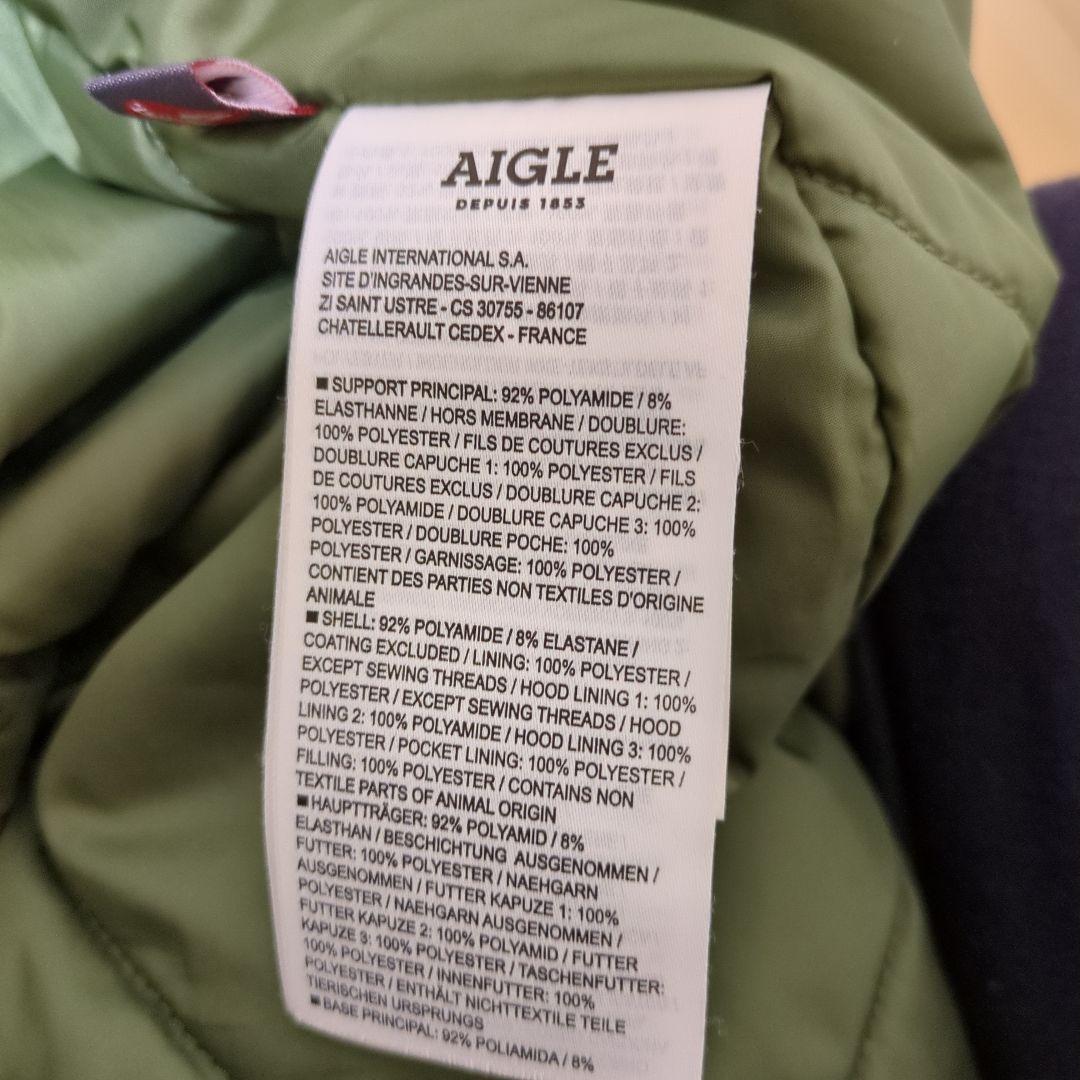 AIGLE
DEPUIS 1853
AIGLE INTERNATIONAL S.A.
SITE D'INGRANDES-SUR-VIENNE
ZI SAINT USTRE - CS 30755 - 86107
CHATELLERAULT CEDEX - FRANCE
■ SUPPORT PRINCIPAL: 92% POLYAMIDE / 8%
ELASTHANNE / HORS MEMBRANE / DOUBLURE:
100% POLYESTER / FILS DE COUTURES EXCLUS /
DOUBLURE CAPUCHE 1: 100% POLYESTER / FILS
DE COUTURES EXCLUS / DOUBLURE CAPUCHE 2:
100% POLYAMIDE / DOUBLURE CAPUCHE 3: 100%
POLYESTER / DOUBLURE POCHE: 100%
POLYESTER / GARNISSAGE: 100% POLYESTER /
CONTIENT DES PARTIES NON TEXTILES D'ORIGINE
ANIMALE
■ SHELL: 92% POLYAMIDE / 8% ELASTANE /
COATING EXCLUDED / LINING: 100% POLYESTER /
EXCEPT SEWING THREADS / HOOD LINING 1: 100%
POLYESTER / EXCEPT SEWING THREADS / HOOD
LINING 2: 100% POLYAMIDE / HOOD LINING 3: 100%
POLYESTER / POCKET LINING: 100% POLYESTER /
FILLING: 100% POLYESTER / CONTAINS NON
TEXTILE PARTS OF ANIMAL ORIGIN
■ HAUPTTRÄGER: 92% POLYAMID / 8%
ELASTHAN / BESCHICHTUNG AUSGENOMMEN /
FUTTER: 100% POLYESTER / NAEHGARN
AUSGENOMMEN / FUTTER KAPUZE 1: 100%
POLYESTER / NAEHGARN AUSGENOMMEN /
FUTTER KAPUZE 2: 100% POLYAMID / FUTTER
KAPUZE 3: 100% POLYESTER / TASCHENFUTTER:
100% POLYESTER / INNENFUTTER: 100%
POLYESTER / ENTHÄLT NICHTTEXTILE TEILE
TIERISCHEN URSPRUNGS
■ BASE PRINCIPAL: 92% POLIAMIDA / 8%